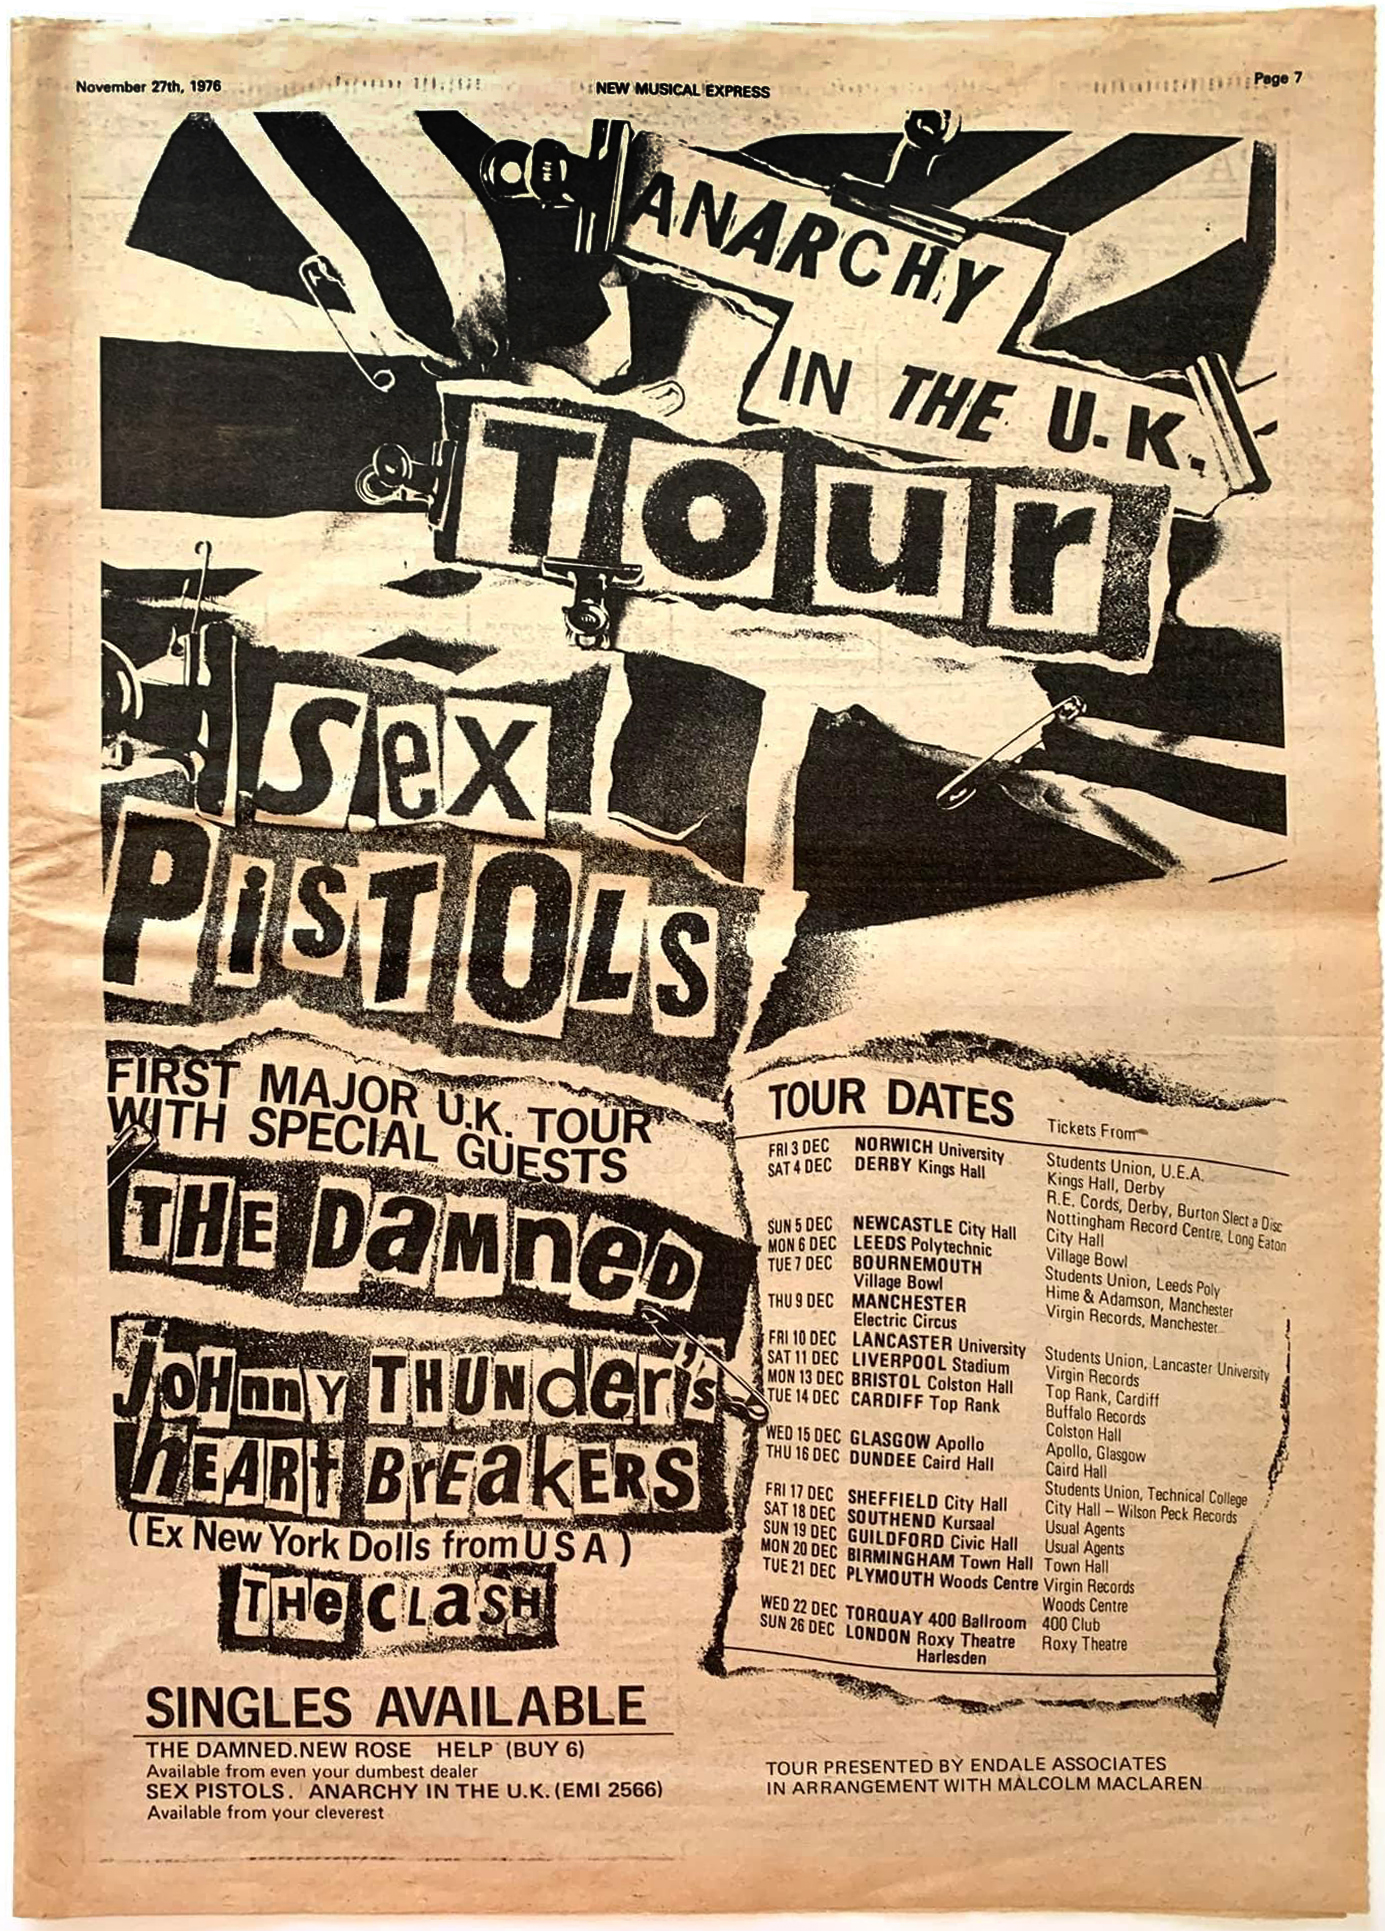 November 27th, 1976
NEW MUSICAL EXPRESS
Page 7
ANARCHY
IN THE U.K.
Tour
Sex
PiSTOLS
FIRST MAJOR U.K. TOUR
WITH SPECIAL GUESTS
THE DaMneD
JoHnnY THUNder's
hEARt BrEakERS
(Ex New York Dolls from USA)
THe CLaSH
SINGLES AVAILABLE
THE DAMNED.NEW ROSE HELP (BUY 6)
Available from even your dumbest dealer
SEX PISTOLS. ANARCHY IN THE U.K. (EMI 2566)
Available from your cleverest
TOUR DATES
Tickets From
FRI 3 DEC NORWICH University
SAT 4 DEC DERBY Kings Hall
SUN 5 DEC NEWCASTLE City Hall
MON 6 DEC LEEDS Polytechnic
TUE 7 DEC BOURNEMOUTH
Village Bowl
THU 9 DEC MANCHESTER
Electric Circus
FRI 10 DEC LANCASTER University
SAT 11 DEC LIVERPOOL Stadium
MON 13 DEC BRISTOL Colston Hall
TUE 14 DEC CARDIFF Top Rank
WED 15 DEC GLASGOW Apollo
THU 16 DEC DUNDEE Caird Hall
FRI 17 DEC SHEFFIELD City Hall
SAT 18 DEC SOUTHEND Kursaal
SUN 19 DEC GUILDFORD Civic Hall
MON 20 DEC BIRMINGHAM Town Hall
TUE 21 DEC PLYMOUTH Woods Centre
WED 22 DEC TORQUAY 400 Ballroom
SUN 26 DEC LONDON Roxy Theatre
Harlesden
Students Union, U.E.A.
Kings Hall, Derby
R.E. Cords, Derby, Burton Slect a Disc
Nottingham Record Centre, Long Eaton
City Hall
Village Bowl
Students Union, Leeds Poly
Hime & Adamson, Manchester
Virgin Records, Manchester
Students Union, Lancaster University
Virgin Records
Top Rank, Cardiff
Buffalo Records
Colston Hall
Apollo, Glasgow
Caird Hall
Students Union, Technical College
City Hall – Wilson Peck Records
Usual Agents
Usual Agents
Town Hall
Virgin Records
Woods Centre
400 Club
Roxy Theatre
TOUR PRESENTED BY ENDALE ASSOCIATES
IN ARRANGEMENT WITH MALCOLM MACLAREN